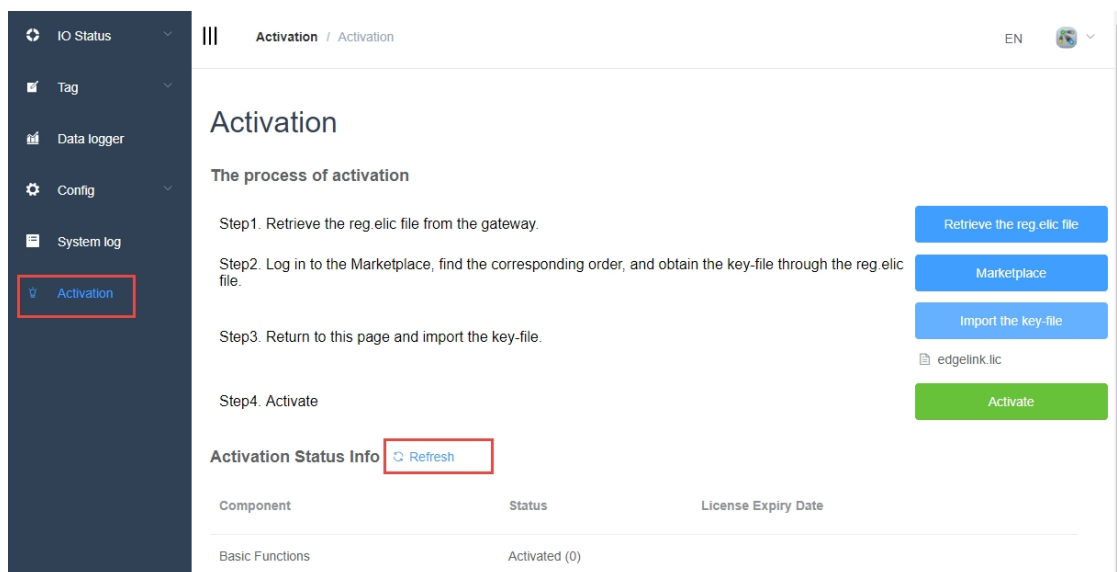 IO Status
Activation / Activation
EN
Tag
Data logger
Config
System log
Activation
Activation
The process of activation
Step1. Retrieve the reg.elic file from the gateway.
Retrieve the reg.elic file
Step2. Log in to the Marketplace, find the corresponding order, and obtain the key-file through the reg.elic
file.
Marketplace
Import the key-file
Step3. Return to this page and import the key-file.
edgelink.lic
Step4. Activate
Activate
Activation Status Info Refresh
Component Status License Expiry Date
Basic Functions Activated (0)